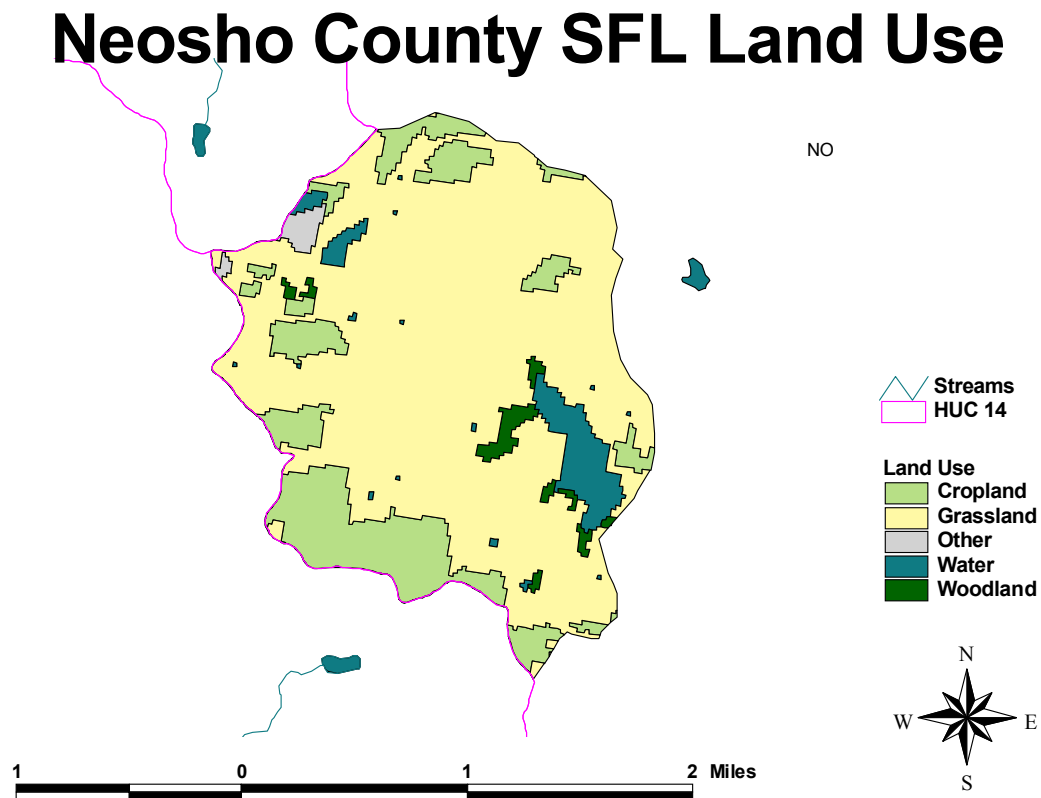 Neosho County SFL Land Use
NO
Streams
HUC 14
Land Use
Cropland
Grassland
Other
Water
Woodland
N
W E
S
1 0 1 2 Miles